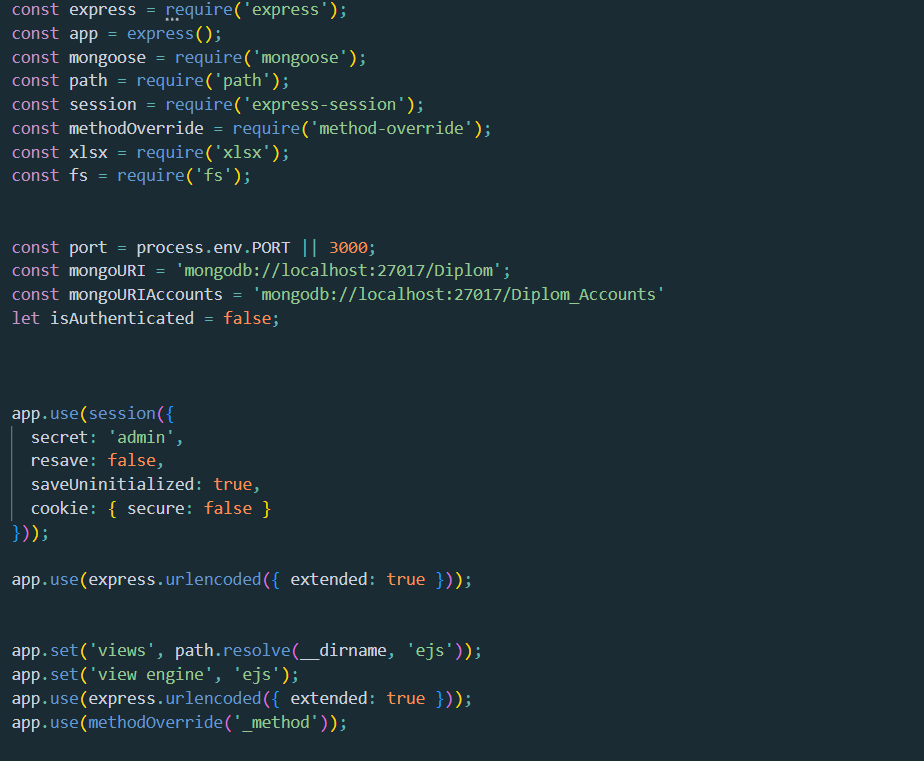 const express = require('express');
const app = express();
const mongoose = require('mongoose');
const path = require('path');
const session = require('express-session');
const methodOverride = require('method-override');
const xlsx = require('xlsx');
const fs = require('fs');
const port = process.env.PORT || 3000;
const mongoURI = 'mongodb://localhost:27017/Diplom';
const mongoURIAccounts = 'mongodb://localhost:27017/Diplom_Accounts'
let isAuthenticated = false;
app.use(session({
  secret: 'admin',
  resave: false,
  saveUninitialized: true,
  cookie: { secure: false }
}));
app.use(express.urlencoded({ extended: true }));
app.set('views', path.resolve(__dirname, 'ejs'));
app.set('view engine', 'ejs');
app.use(express.urlencoded({ extended: true }));
app.use(methodOverride('_method'));